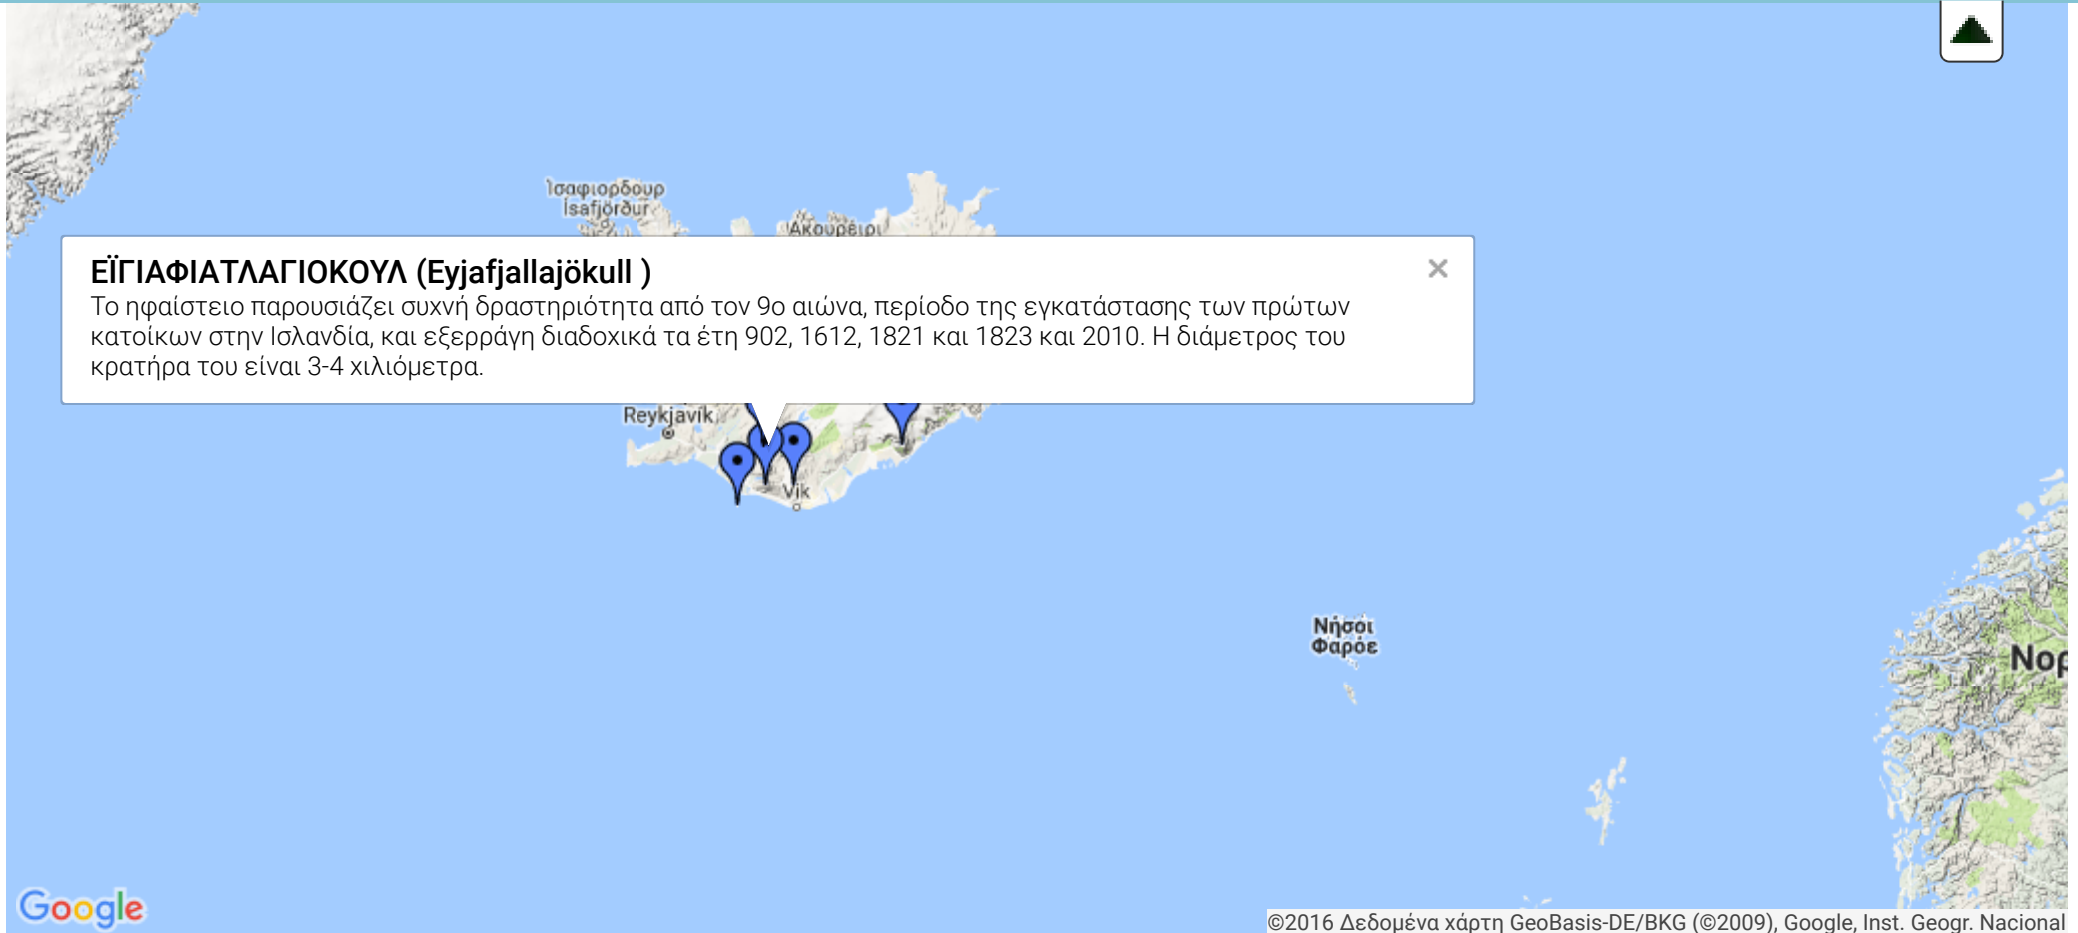 Ίσαφιορδουρ
Ísafjörður
Ακουρέιρι
ΕΪΓΙΑΦΙΑΤΛΑΓΙΟΚΟΥΛ (Eyjafjallajökull )
Το ηφαίστειο παρουσιάζει συχνή δραστηριότητα από τον 9ο αιώνα, περίοδο της εγκατάστασης των πρώτων
κατοίκων στην Ισλανδία, και εξερράγη διαδοχικά τα έτη 902, 1612, 1821 και 1823 και 2010. Η διάμετρος του
κρατήρα του είναι 3-4 χιλιόμετρα.
Reykjavík
Vík
Νήσοι
Φαρόε
Νορ
Google
©2016 Δεδομένα χάρτη GeoBasis-DE/BKG (©2009), Google, Inst. Geogr. Nacional